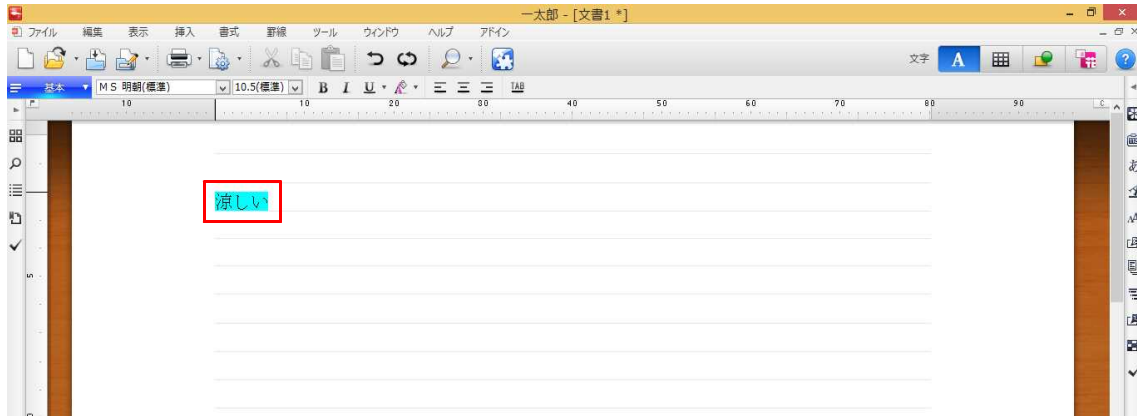 一太郎 - [文書1 *]
ファイル 編集 表示 挿入 書式 罫線 ツール ウインドウ ヘルプ アドイン
文字 A
基本 ＭＳ 明朝(標準) 10.5(標準) B I U TAB
10 10 20 30 40 50 60 70 80 90
涼しい
5